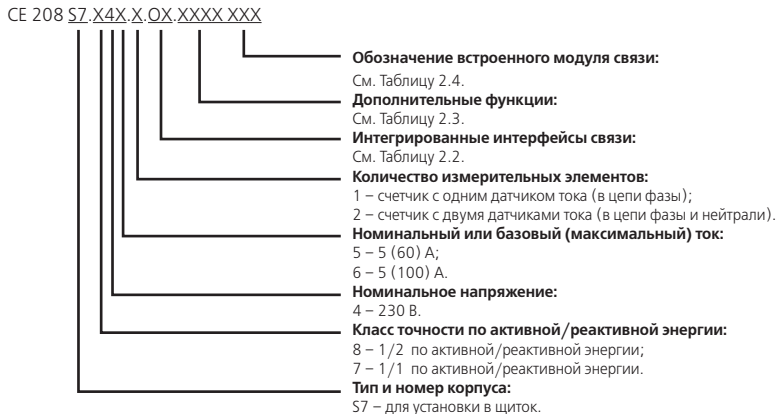 CE 208 S7.X4X.X.OX.XXXX XXX
Обозначение встроенного модуля связи:
См. Таблицу 2.4.
Дополнительные функции:
См. Таблицу 2.3.
Интегрированные интерфейсы связи:
См. Таблицу 2.2.
Количество измерительных элементов:
1 – счетчик с одним датчиком тока (в цепи фазы);
2 – счетчик с двумя датчиками тока (в цепи фазы и нейтрали).
Номинальный или базовый (максимальный) ток:
5 – 5 (60) А;
6 – 5 (100) А.
Номинальное напряжение:
4 – 230 В.
Класс точности по активной/реактивной энергии:
8 – 1/2 по активной/реактивной энергии;
7 – 1/1 по активной/реактивной энергии.
Тип и номер корпуса:
S7 – для установки в щиток.